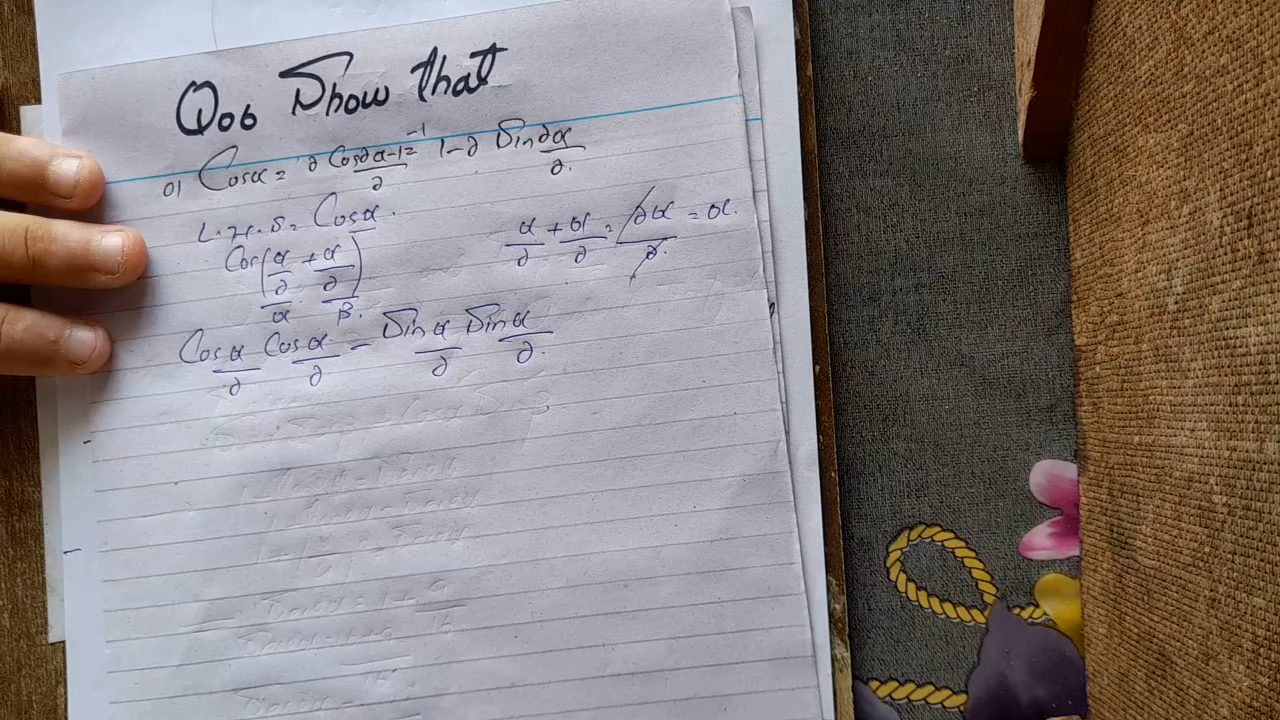 Q06 Show that
01 Cosα = 2 Cos2α/2 -1 = 1-2 Sin2α/2.
L.H.S = Cosα.
α/2 + α/2 = 2α/2. = α.
Cos(α/2 + α/2)
α β.
Cosα/2 Cosα/2 - Sinα/2 Sinα/2.